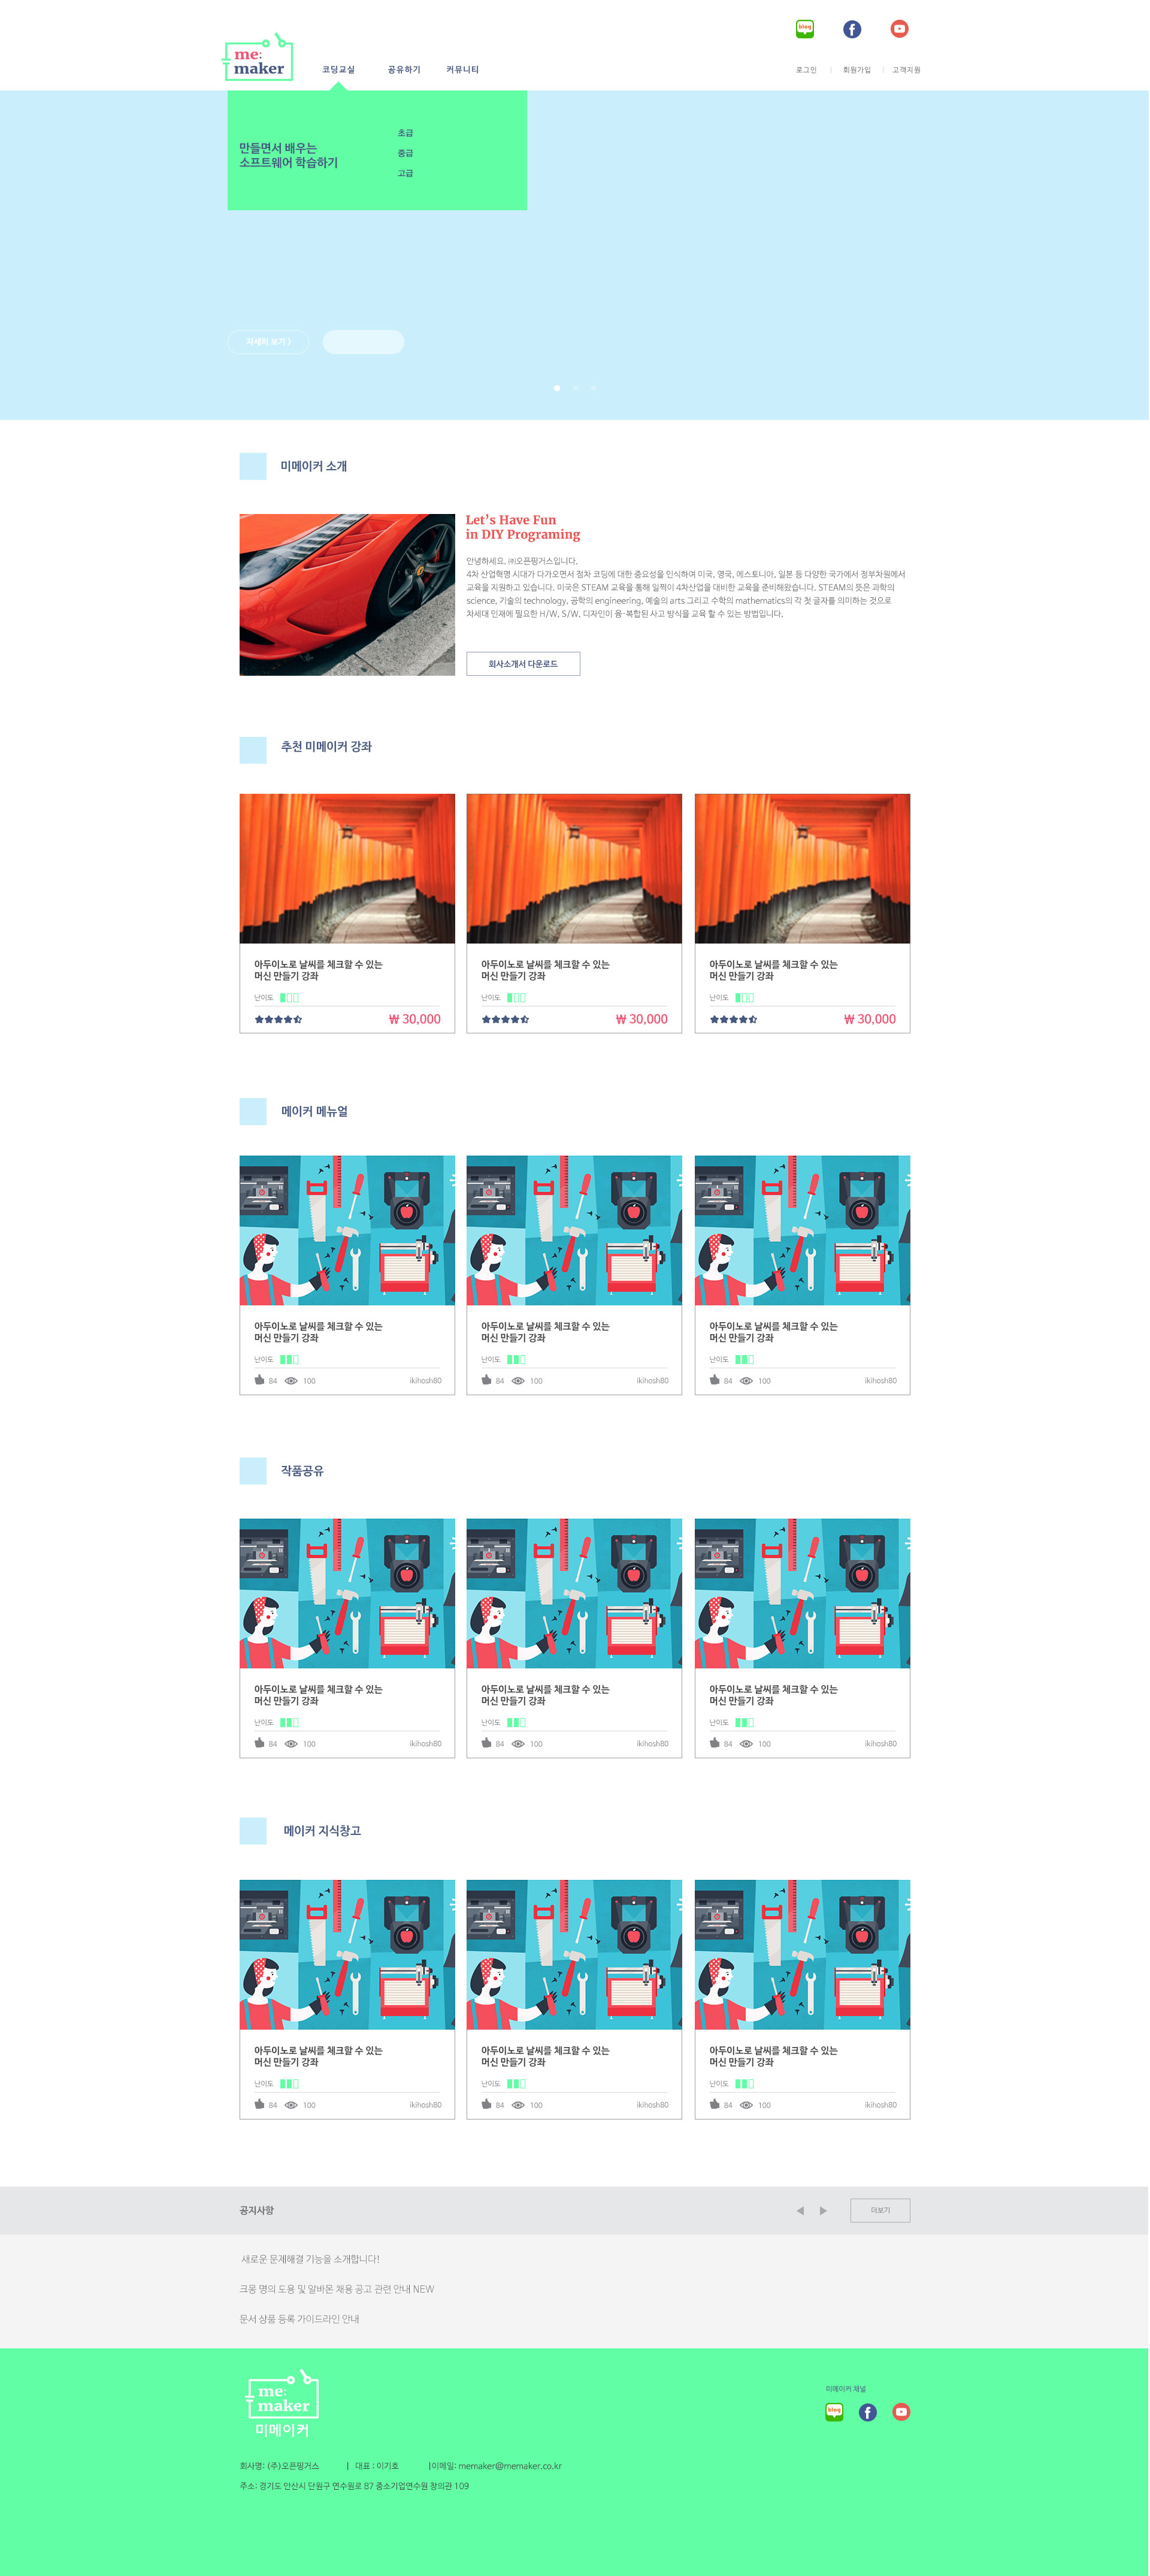 blog
me:
maker
코딩교실
공유하기
커뮤니티
로그인 | 회원가입 | 고객지원
만들면서 배우는
소프트웨어 학습하기
초급
중급
고급
자세히 보기 >
미메이커 소개
Let's Have Fun
in DIY Programing
안녕하세요, ㈜오픈핑거스입니다.
4차 산업혁명 시대가 다가오면서 점차 코딩에 대한 중요성을 인식하여 미국, 영국, 에스토니아, 일본 등 다양한 국가에서 정부차원에서
교육을 지원하고 있습니다. 미국은 STEAM 교육을 통해 일찍이 4차산업을 대비한 교육을 준비해왔습니다. STEAM의 뜻은 과학의
science, 기술의 technology, 공학의 engineering, 예술의 arts 그리고 수학의 mathematics의 각 첫 글자를 의미하는 것으로
차세대 인재에 필요한 H/W, S/W, 디자인이 융-복합된 사고 방식을 교육 할 수 있는 방법입니다.
회사소개서 다운로드
추천 미메이커 강좌
아두이노로 날씨를 체크할 수 있는
머신 만들기 강좌
난이도
₩ 30,000
아두이노로 날씨를 체크할 수 있는
머신 만들기 강좌
난이도
₩ 30,000
아두이노로 날씨를 체크할 수 있는
머신 만들기 강좌
난이도
₩ 30,000
메이커 메뉴얼
아두이노로 날씨를 체크할 수 있는
머신 만들기 강좌
난이도
84 100 ikihosh80
아두이노로 날씨를 체크할 수 있는
머신 만들기 강좌
난이도
84 100 ikihosh80
아두이노로 날씨를 체크할 수 있는
머신 만들기 강좌
난이도
84 100 ikihosh80
작품공유
아두이노로 날씨를 체크할 수 있는
머신 만들기 강좌
난이도
84 100 ikihosh80
아두이노로 날씨를 체크할 수 있는
머신 만들기 강좌
난이도
84 100 ikihosh80
아두이노로 날씨를 체크할 수 있는
머신 만들기 강좌
난이도
84 100 ikihosh80
메이커 지식창고
아두이노로 날씨를 체크할 수 있는
머신 만들기 강좌
난이도
84 100 ikihosh80
아두이노로 날씨를 체크할 수 있는
머신 만들기 강좌
난이도
84 100 ikihosh80
아두이노로 날씨를 체크할 수 있는
머신 만들기 강좌
난이도
84 100 ikihosh80
공지사항
더보기
새로운 문제해결 기능을 소개합니다!
크몽 명의 도용 및 알바몬 채용 공고 관련 안내 NEW
문서 상품 등록 가이드라인 안내
me:
maker
미메이커
미메이커 채널
blog
회사명: (주)오픈핑거스 | 대표 : 이기호 |이메일: memaker@memaker.co.kr
주소: 경기도 안산시 단원구 연수원로 87 중소기업연수원 창의관 109